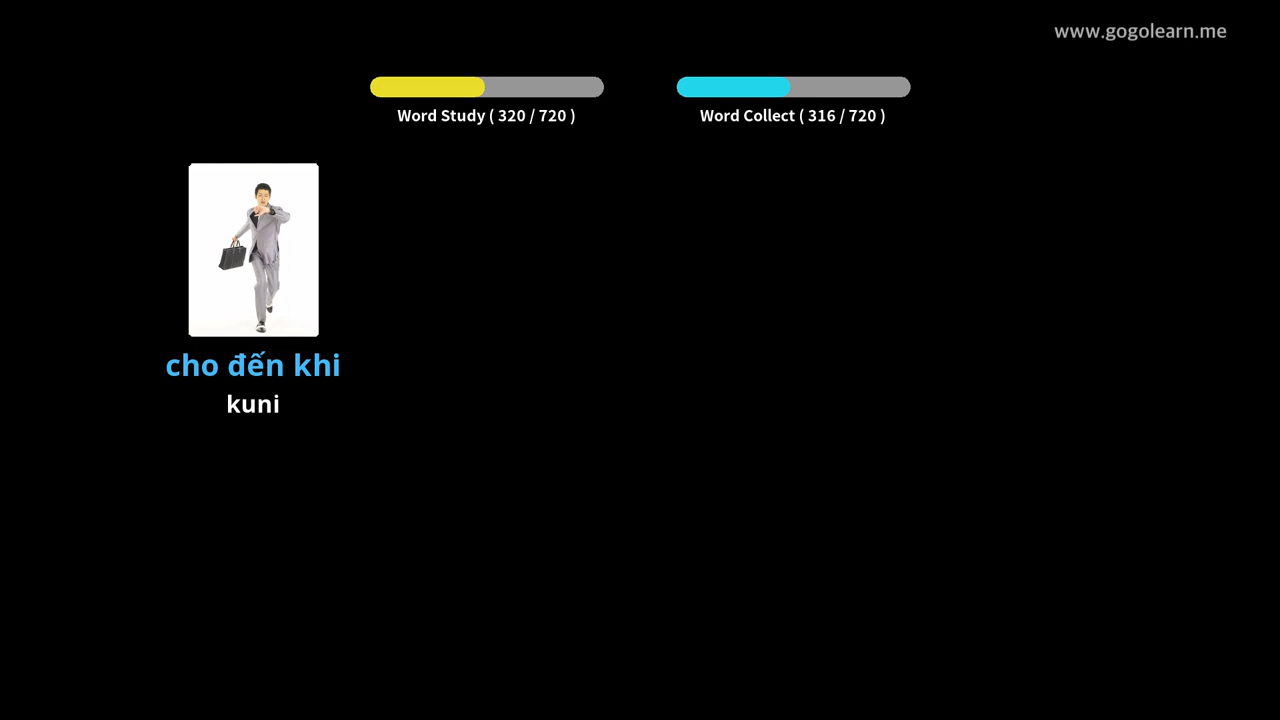 www.gogolearn.me
Word Study ( 320 / 720 )
Word Collect ( 316 / 720 )
cho đến khi
kuni